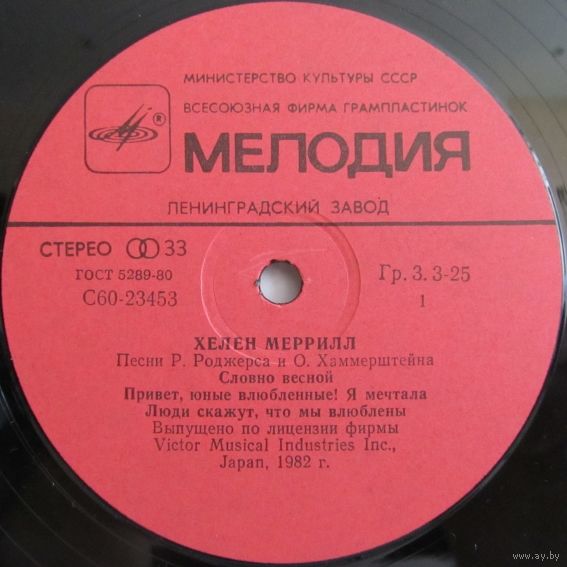 МИНИСТЕРСТВО КУЛЬТУРЫ СССР
ВСЕСОЮЗНАЯ ФИРМА ГРАМПЛАСТИНОК
®
МЕЛОДИЯ
ЛЕНИНГРАДСКИЙ ЗАВОД
СТЕРЕО 33
ГОСТ 5289-80
С60-23453
Гр. 3. 3-25
1
ХЕЛЕН МЕРРИЛЛ
Песни Р. Роджерса и О. Хаммерштейна
Словно весной
Привет, юные влюбленные! Я мечтала
Люди скажут, что мы влюблены
Выпущено по лицензии фирмы
Victor Musical Industries Inc.,
Japan, 1982 г.
www.ay.by